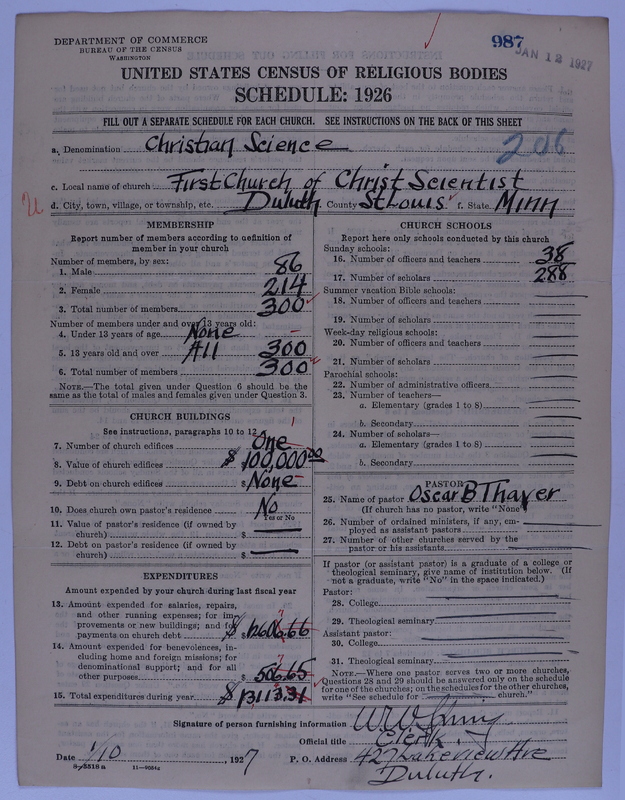 DEPARTMENT OF COMMERCE
BUREAU OF THE CENSUS
WASHINGTON
987
JAN 12 1927
UNITED STATES CENSUS OF RELIGIOUS BODIES
SCHEDULE: 1926
FILL OUT A SEPARATE SCHEDULE FOR EACH CHURCH. SEE INSTRUCTIONS ON THE BACK OF THIS SHEET
a. Denomination Christian Science
206
c. Local name of church First Church of Christ Scientist
d. City, town, village, or township, etc. Duluth County St Louis f. State Minn
MEMBERSHIP
Report number of members according to definition of
member in your church
Number of members, by sex:
1. Male 86
2. Female 214
3. Total number of members 300
Number of members under and over 13 years old:
4. Under 13 years of age None
5. 13 years old and over All 300
6. Total number of members 300
NOTE.—The total given under Question 6 should be the
same as the total of males and females given under Question 3.
CHURCH BUILDINGS
See instructions, paragraphs 10 to 12
7. Number of church edifices One 1
8. Value of church edifices $ 100,000.00
9. Debt on church edifices $ None
10. Does church own pastor's residence No
Yes or No
11. Value of pastor's residence (if owned by
church) $
12. Debt on pastor's residence (if owned by
church) $
EXPENDITURES
Amount expended by your church during last fiscal year
13. Amount expended for salaries, repairs,
and other running expenses; for im-
provements or new buildings; and for
payments on church debt $ 12606.66
14. Amount expended for benevolences, in-
cluding home and foreign missions; for
denominational support; and for all
other purposes $ 506.65
15. Total expenditures during year $ 13113.31
CHURCH SCHOOLS
Report here only schools conducted by this church
Sunday schools:
16. Number of officers and teachers 38
17. Number of scholars 288
Summer vacation Bible schools:
18. Number of officers and teachers
19. Number of scholars
Week-day religious schools:
20. Number of officers and teachers
21. Number of scholars
Parochial schools:
22. Number of administrative officers
23. Number of teachers—
a. Elementary (grades 1 to 8)
b. Secondary
24. Number of scholars—
a. Elementary (grades 1 to 8)
b. Secondary
PASTOR
25. Name of pastor Oscar B Thayer
(If church has no pastor, write "None")
26. Number of ordained ministers, if any, em-
ployed as assistant pastors
27. Number of other churches served by the
pastor or his assistants
If pastor (or assistant pastor) is a graduate of a college or
theological seminary, give name of institution below. (If
not a graduate, write "No" in the space indicated.)
Pastor:
28. College
29. Theological seminary
Assistant pastor:
30. College
31. Theological seminary
NOTE.—Where one pastor serves two or more churches,
Questions 28 and 29 should be answered only on the schedule
for one of the churches; on the schedules for the other churches,
write "See schedule for church."
Signature of person furnishing information
Official title Clerk
Date 1/10, 1927 P. O. Address 427 Lakeview Ave
Duluth.
8-5518 a 11-9684